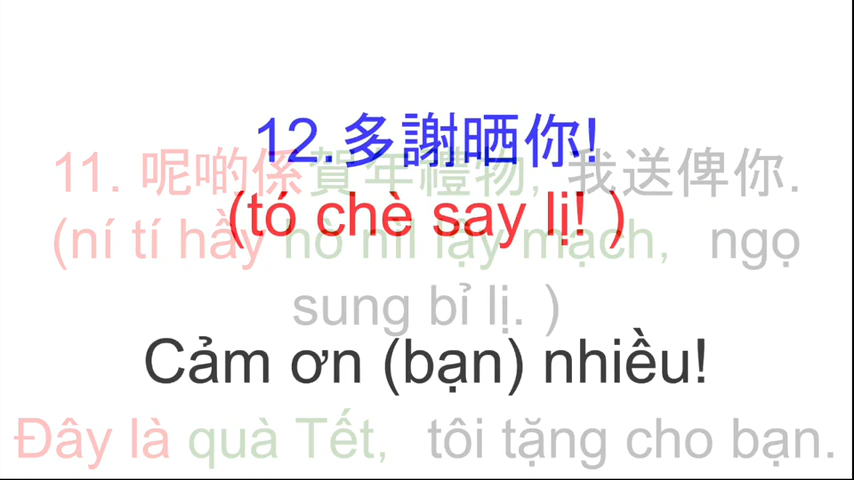 12.多謝晒你!
11. 呢啲係賀年禮物, 我送俾你.
(tó chè say lị! )
(ní tí hầy hò nìl lạy mạch, ngọ
sung bỉ lị. )
Cảm ơn (bạn) nhiều!
Đây là quà Tết, tôi tặng cho bạn.